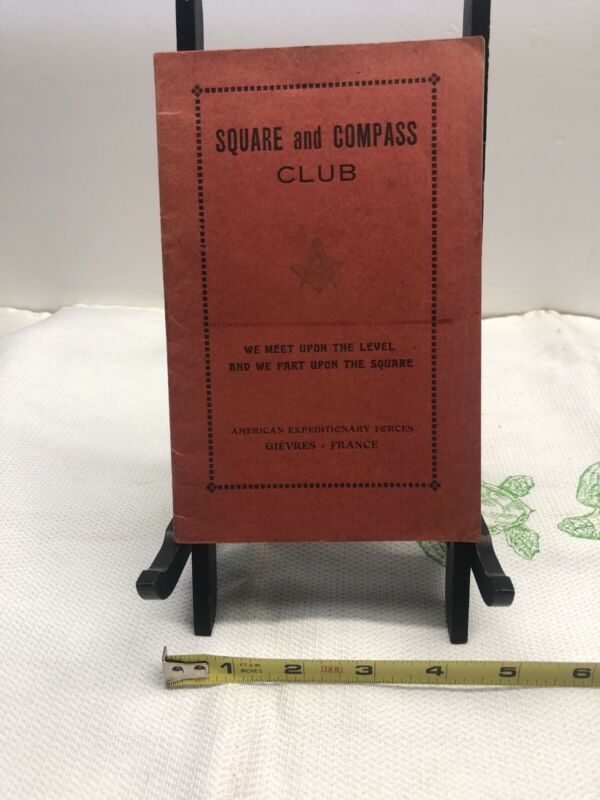 SQUARE and COMPASS
CLUB
WE MEET UPON THE LEVEL
AND WE PART UPON THE SQUARE
AMERICAN EXPEDITIONARY FORCES
GIÈVRES - FRANCE
1 2 3 4 5 6
INCHES